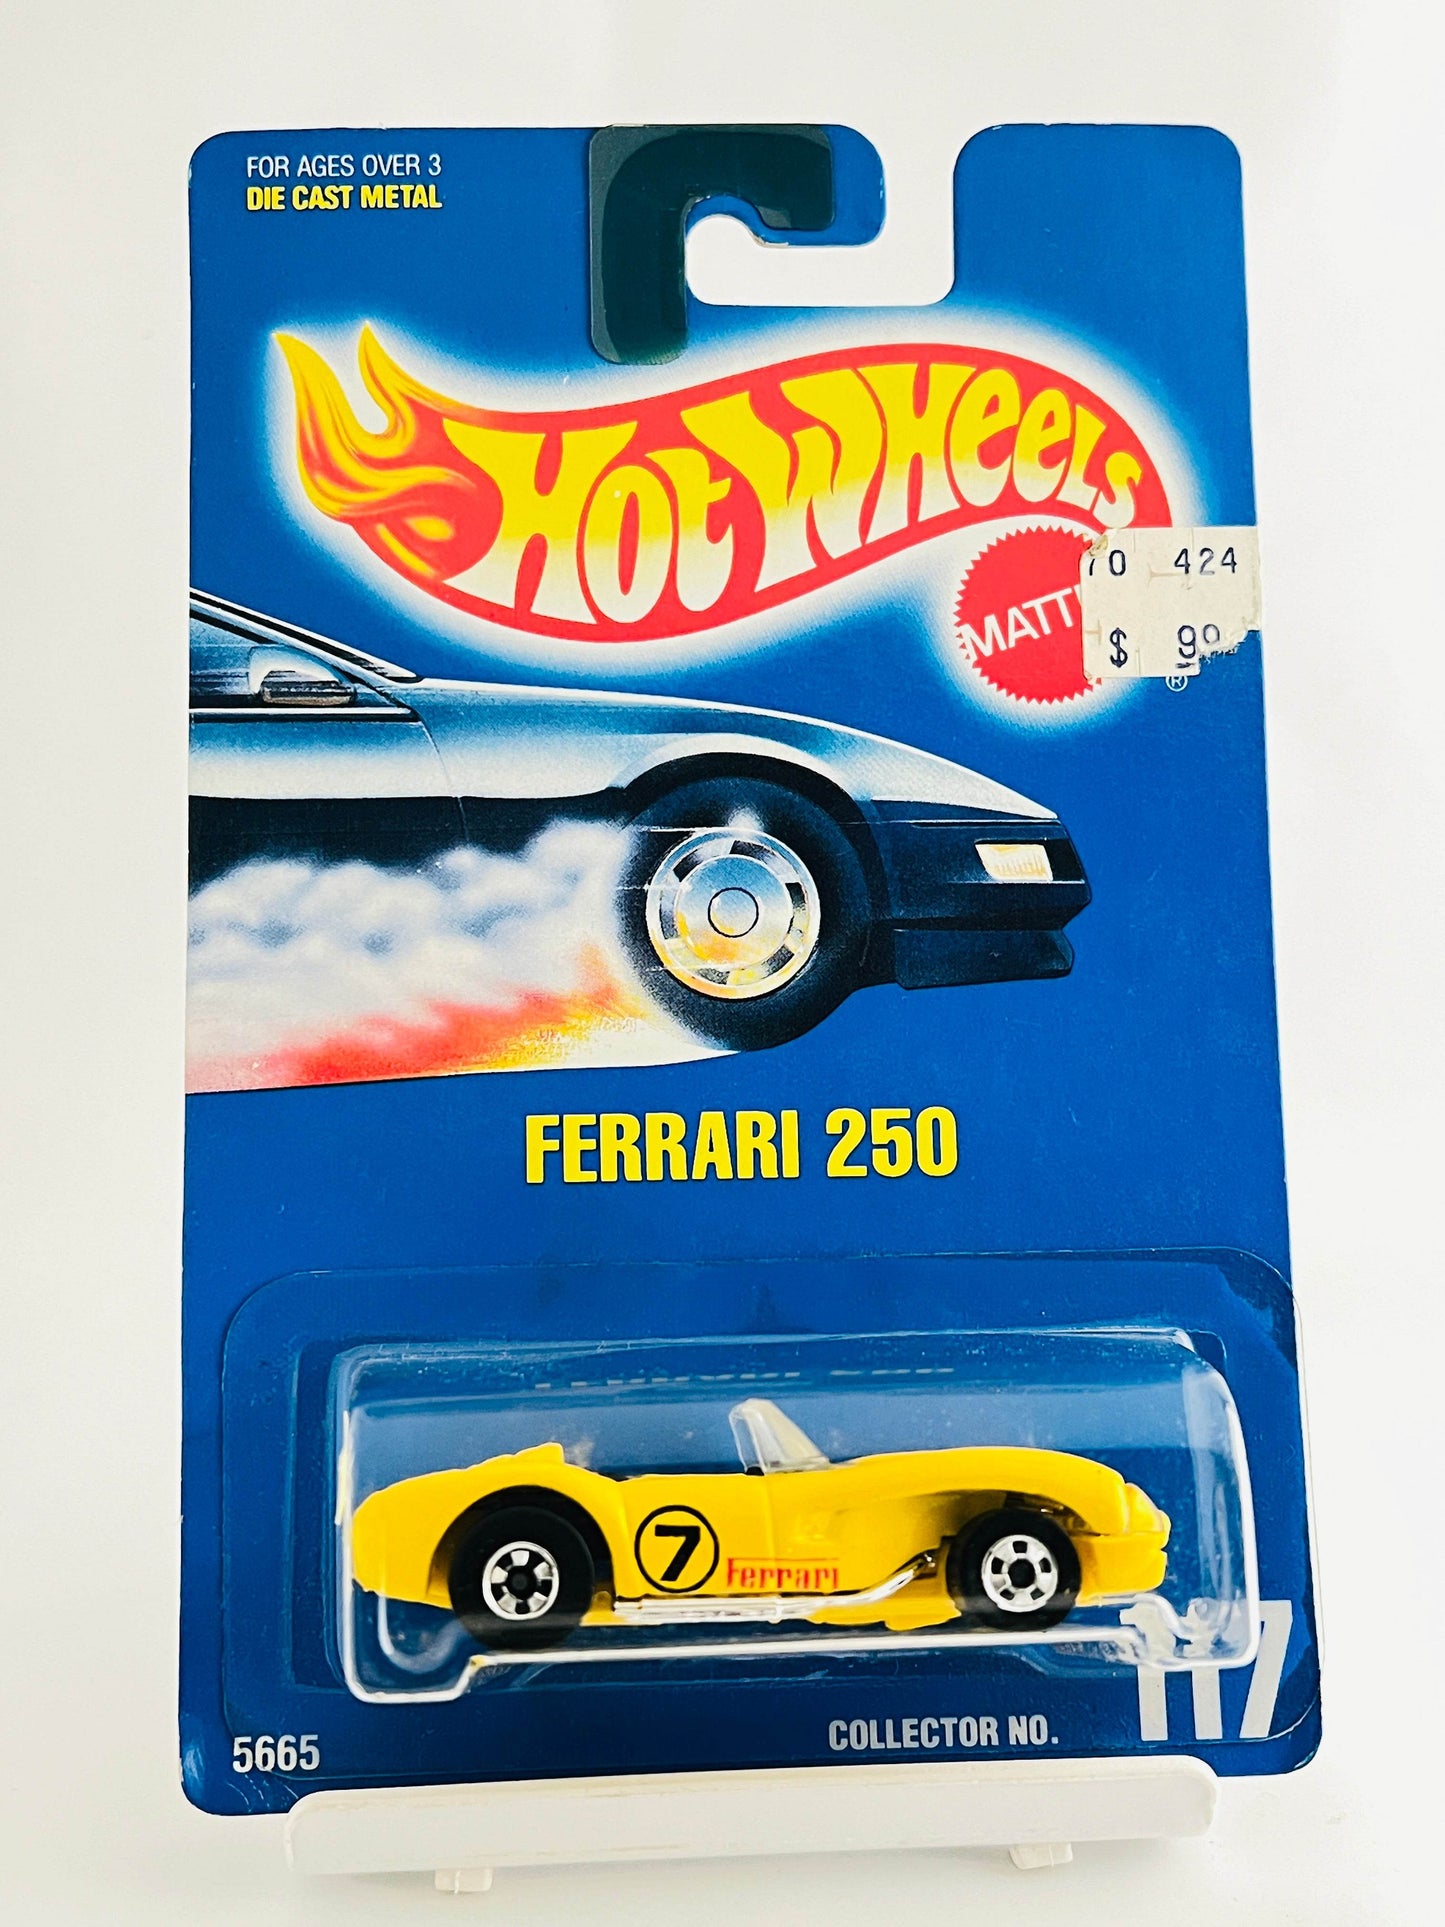 FOR AGES OVER 3
DIE CAST METAL
Hot Wheels
MATT
70 424
$ .99
®
FERRARI 250
7
Ferrari
5665
COLLECTOR NO.
117